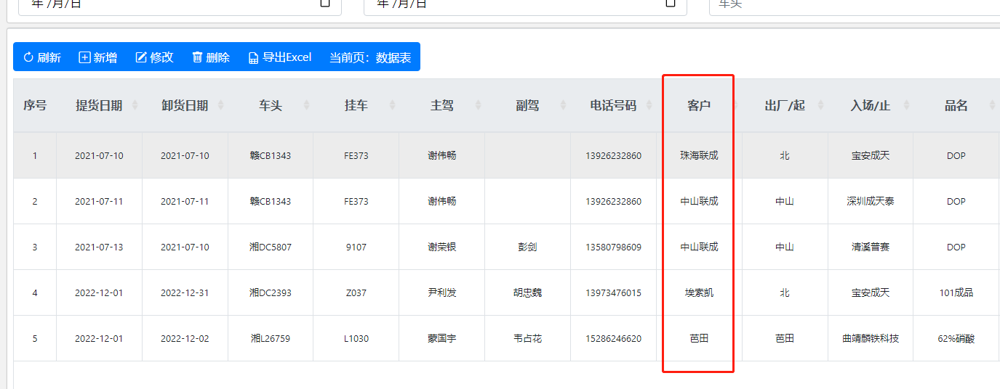 年 /月/日 年 /月/日 车头
刷新 新增 修改 删除 导出Excel 当前页：数据表
序号 提货日期 卸货日期 车头 挂车 主驾 副驾 电话号码 客户 出厂/起 入场/止 品名
1 2021-07-10 2021-07-10 赣CB1343 FE373 谢伟畅 13926232860 珠海联成 北 宝安成天 DOP
2 2021-07-11 2021-07-11 赣CB1343 FE373 谢伟畅 13926232860 中山联成 中山 深圳成天泰 DOP
3 2021-07-13 2021-07-10 湘DC5807 9107 谢荣银 彭剑 13580798609 中山联成 中山 清溪普赛 DOP
4 2022-12-01 2022-12-31 湘DC2393 Z037 尹利发 胡忠魏 13973476015 埃索凯 北 宝安成天 101成品
5 2022-12-01 2022-12-02 湘L26759 L1030 蒙国宇 韦占花 15286246620 芭田 芭田 曲靖麟铁科技 62%硝酸